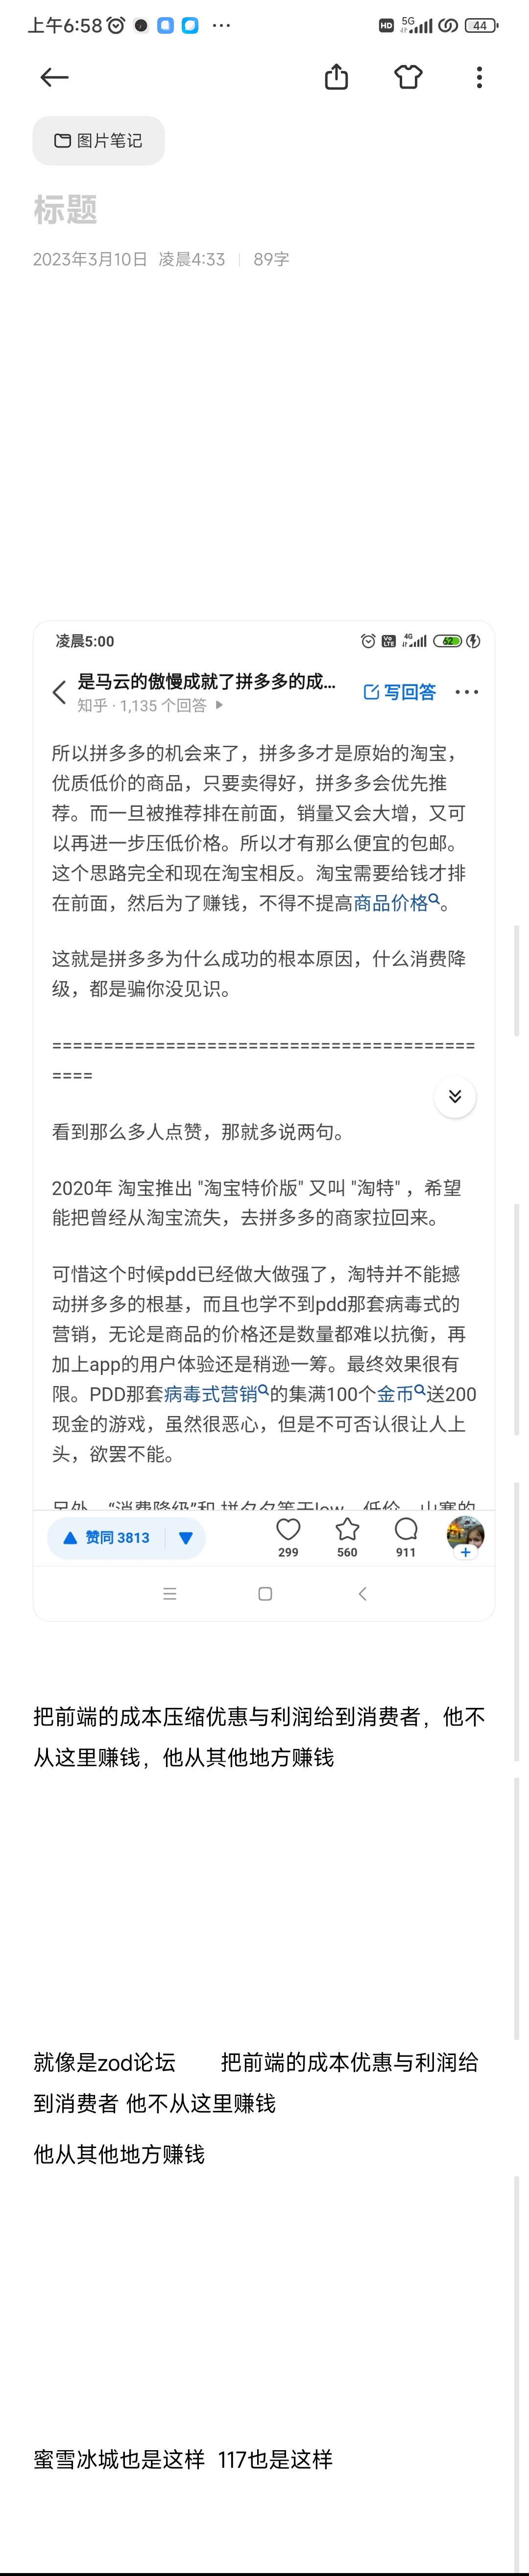 上午6:58
HD 5G 44
图片笔记
标题
2023年3月10日 凌晨4:33 | 89字
凌晨5:00
4G 62
是马云的傲慢成就了拼多多的成...
写回答
知乎 · 1,135 个回答
所以拼多多的机会来了，拼多多才是原始的淘宝，
优质低价的商品，只要卖得好，拼多多会优先推
荐。而一旦被推荐排在前面，销量又会大增，又可
以再进一步压低价格。所以才有那么便宜的包邮。
这个思路完全和现在淘宝相反。淘宝需要给钱才排
在前面，然后为了赚钱，不得不提高商品价格。
这就是拼多多为什么成功的根本原因，什么消费降
级，都是骗你没见识。
=========================================
====
看到那么多人点赞，那就多说两句。
2020年 淘宝推出 "淘宝特价版" 又叫 "淘特" ，希望
能把曾经从淘宝流失，去拼多多的商家拉回来。
可惜这个时候pdd已经做大做强了，淘特并不能撼
动拼多多的根基，而且也学不到pdd那套病毒式的
营销，无论是商品的价格还是数量都难以抗衡，再
加上app的用户体验还是稍逊一筹。最终效果很有
限。PDD那套病毒式营销的集满100个金币送200
现金的游戏，虽然很恶心，但是不可否认很让人上
头，欲罢不能。
另外，“消费降级”和 拼夕夕等于low，低价，山寨的
赞同 3813
299 560 911
把前端的成本压缩优惠与利润给到消费者，他不
从这里赚钱，他从其他地方赚钱
就像是zod论坛 把前端的成本优惠与利润给
到消费者 他不从这里赚钱
他从其他地方赚钱
蜜雪冰城也是这样 117也是这样